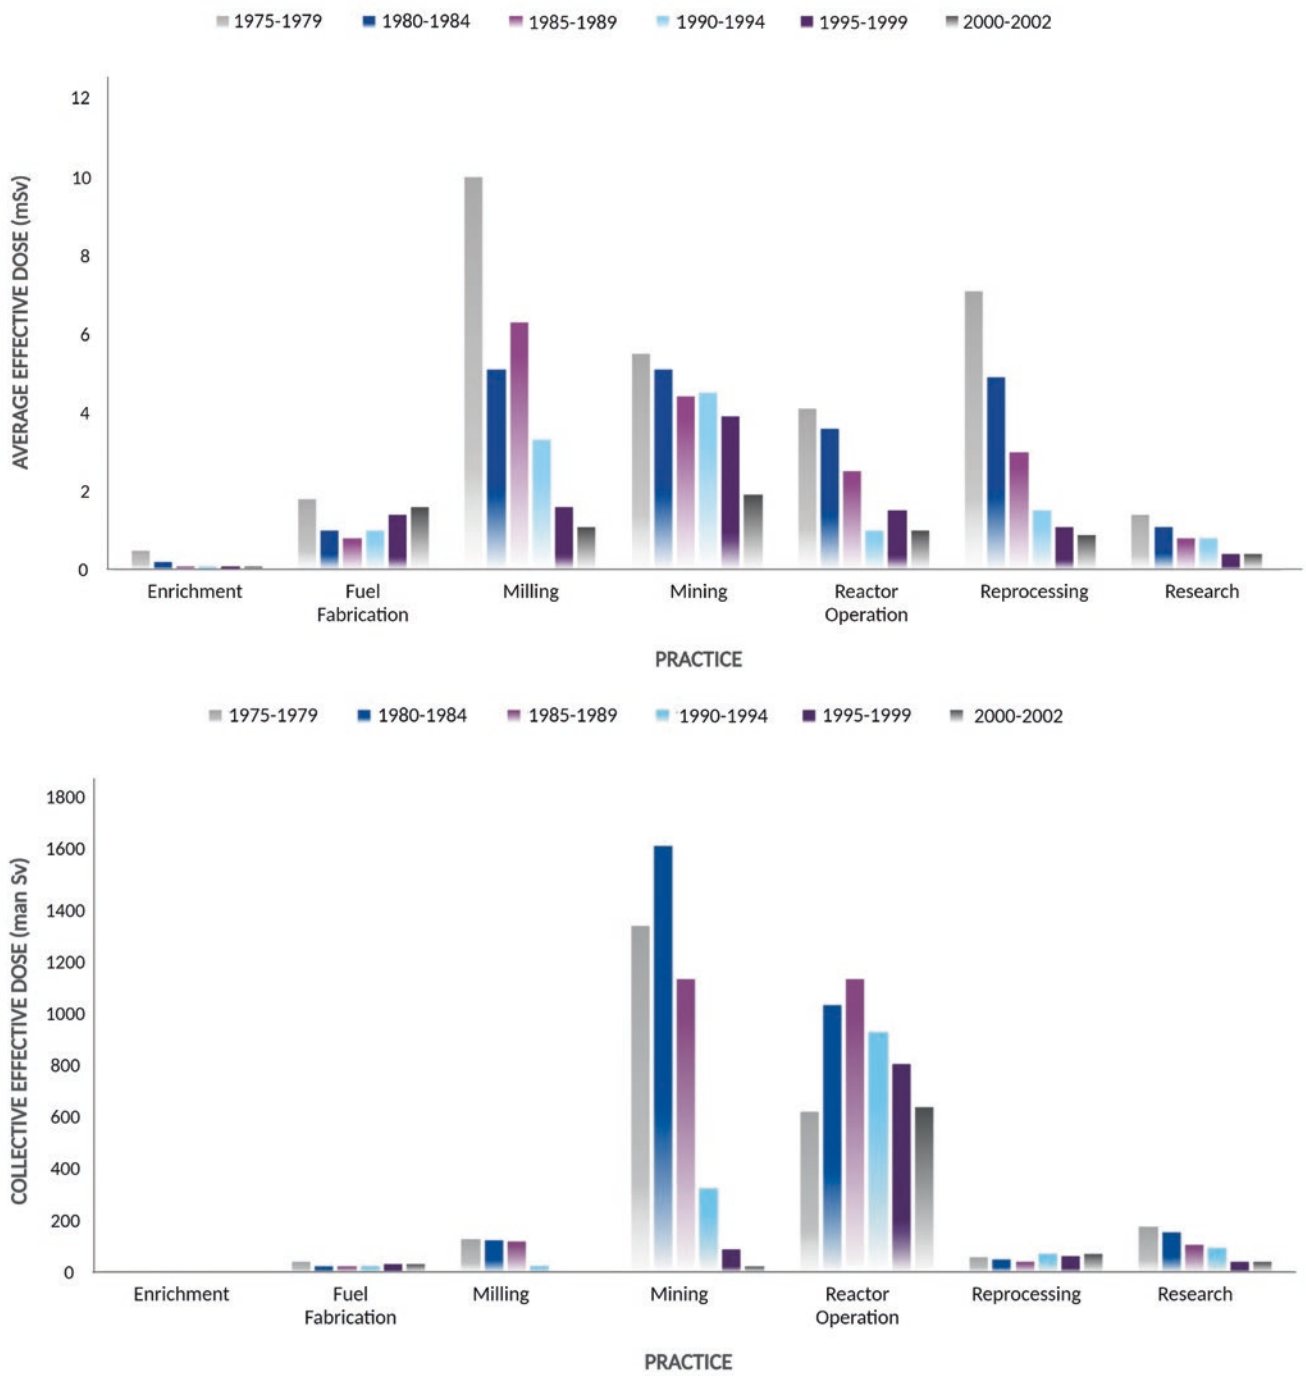 1975-1979 1980-1984 1985-1989 1990-1994 1995-1999 2000-2002
AVERAGE EFFECTIVE DOSE (mSv)
12
10
8
6
4
2
0
Enrichment Fuel Milling Mining Reactor Reprocessing Research
Fabrication Operation
PRACTICE
1975-1979 1980-1984 1985-1989 1990-1994 1995-1999 2000-2002
COLLECTIVE EFFECTIVE DOSE (man Sv)
1800
1600
1400
1200
1000
800
600
400
200
0
Enrichment Fuel Milling Mining Reactor Reprocessing Research
Fabrication Operation
PRACTICE